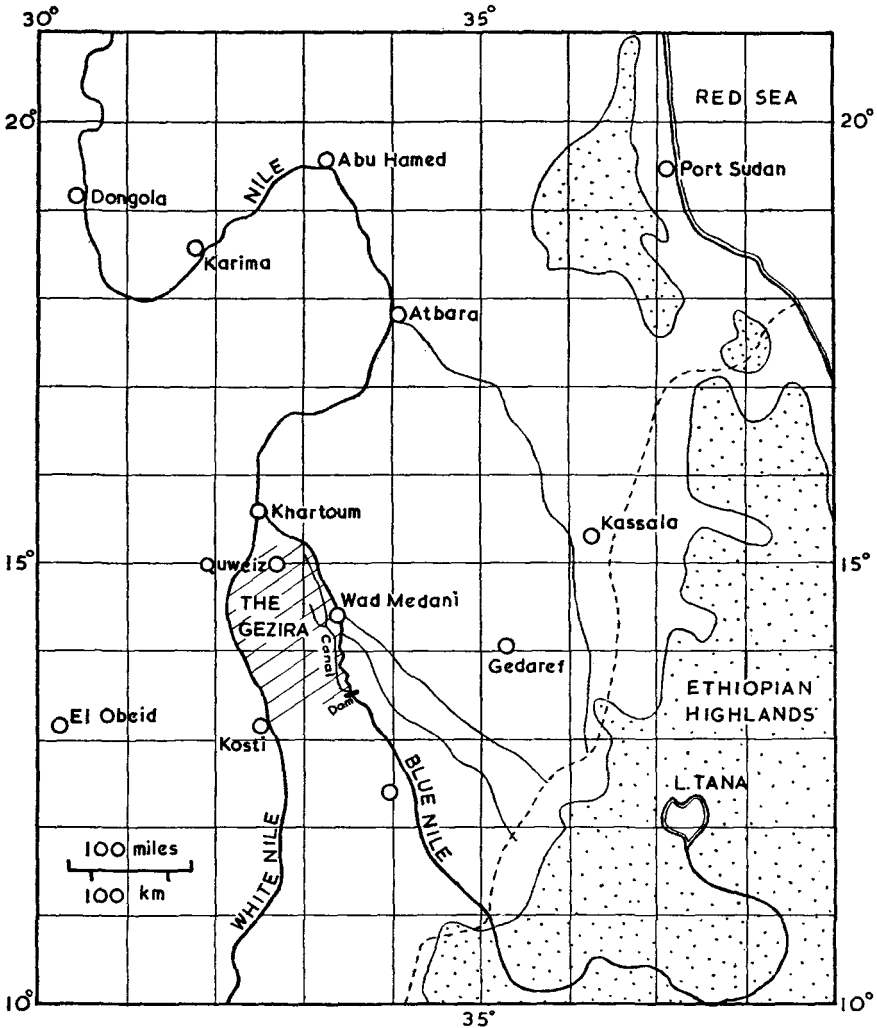 30°
35°
20°
RED SEA
20°
NILE
Abu Hamed
Port Sudan
Dongola
Karima
Atbara
Khartoum
Kassala
15°
uweiz
15°
THE
GEZIRA
Wad Medani
Canal
Gedaref
Dam
ETHIOPIAN
HIGHLANDS
El Obeid
Kosti
BLUE NILE
L.TANA
100 miles
100 km
WHITE NILE
10°
35°
10°